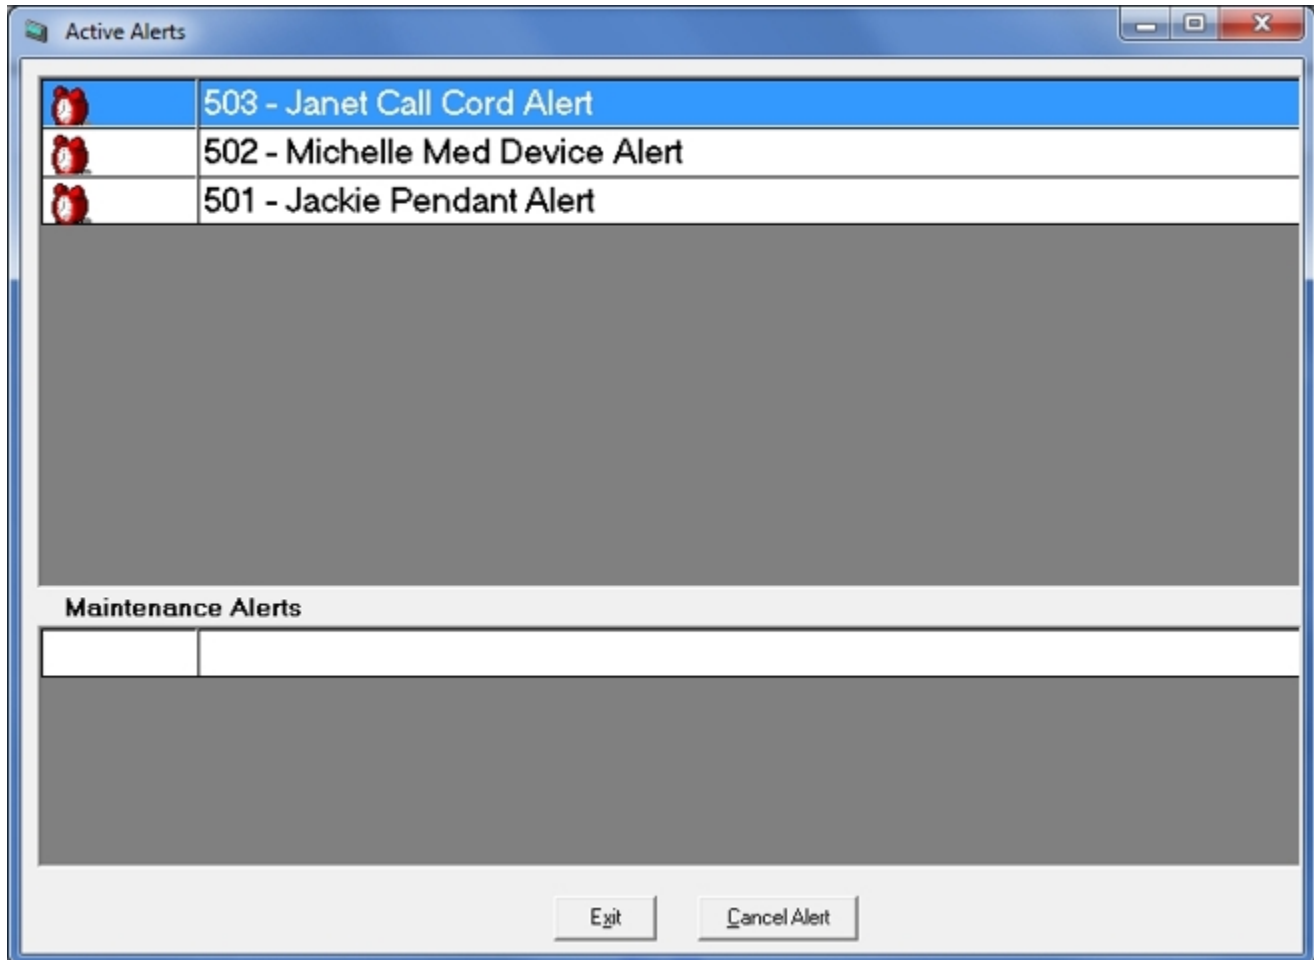 Active Alerts
503 - Janet Call Cord Alert
502 - Michelle Med Device Alert
501 - Jackie Pendant Alert
Maintenance Alerts
Exit
Cancel Alert